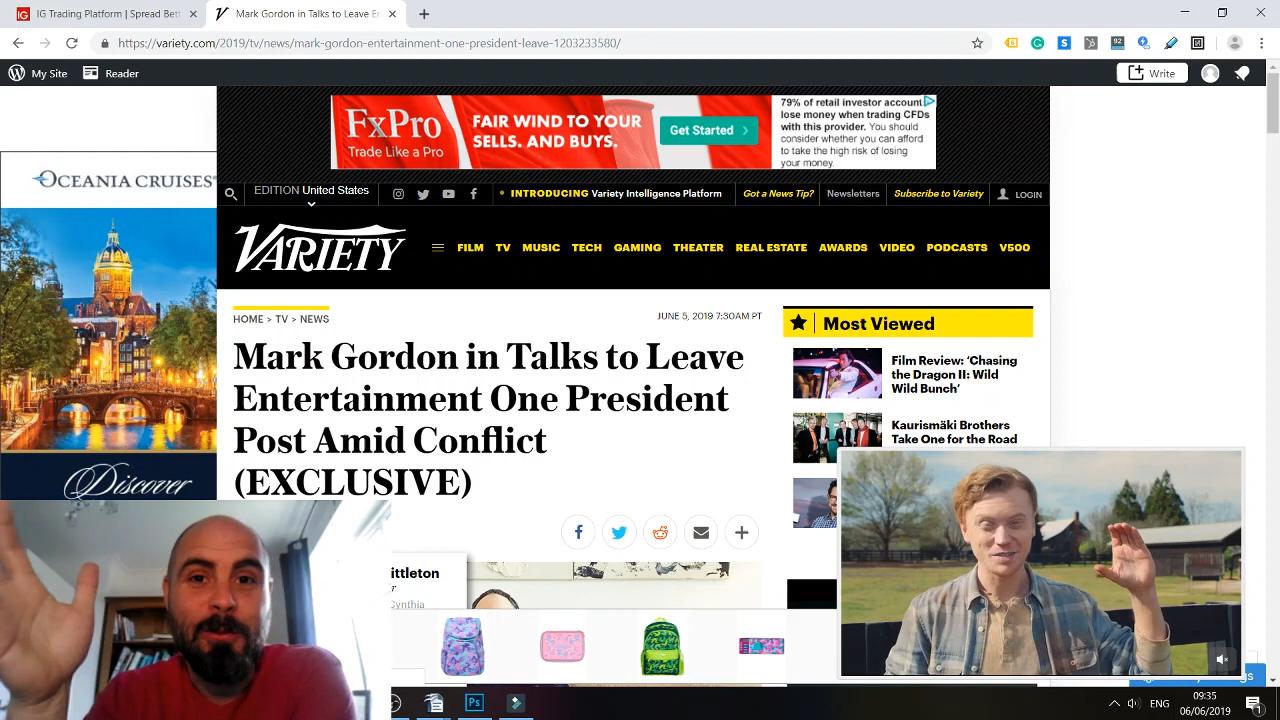 IG Trading Platform | Spread Bett
Mark Gordon in Talks to Leave En
https://variety.com/2019/tv/news/mark-gordon-entertainment-one-president-leave-1203233580/
92
My Site
Reader
Write
FxPro
Trade Like a Pro
FAIR WIND TO YOUR
SELLS. AND BUYS.
Get Started
79% of retail investor accounts
lose money when trading CFDs
with this provider. You should
consider whether you can afford
to take the high risk of losing
your money.
OCEANIA CRUISES
Discover
EDITION United States
INTRODUCING Variety Intelligence Platform
Got a News Tip?
Newsletters
Subscribe to Variety
LOGIN
VARIETY
FILM TV MUSIC TECH GAMING THEATER REAL ESTATE AWARDS VIDEO PODCASTS V500
HOME > TV > NEWS
JUNE 5, 2019 7:30AM PT
Mark Gordon in Talks to Leave
Entertainment One President
Post Amid Conflict
(EXCLUSIVE)
Most Viewed
Film Review: ‘Chasing
the Dragon II: Wild
Wild Bunch’
Kaurismäki Brothers
Take One for the Road
ittleton
Cynthia
Ps
ENG
09:35
06/06/2019